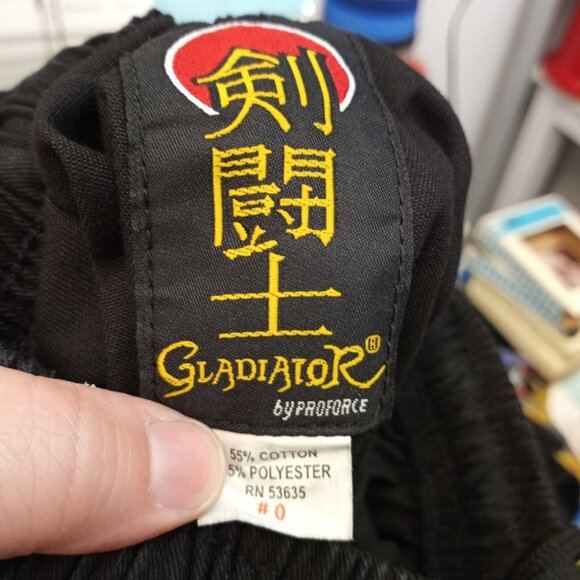 剣
闘
士
GLADIATOR®
by PROFORCE
55% COTTON
5% POLYESTER
RN 53635
# 0